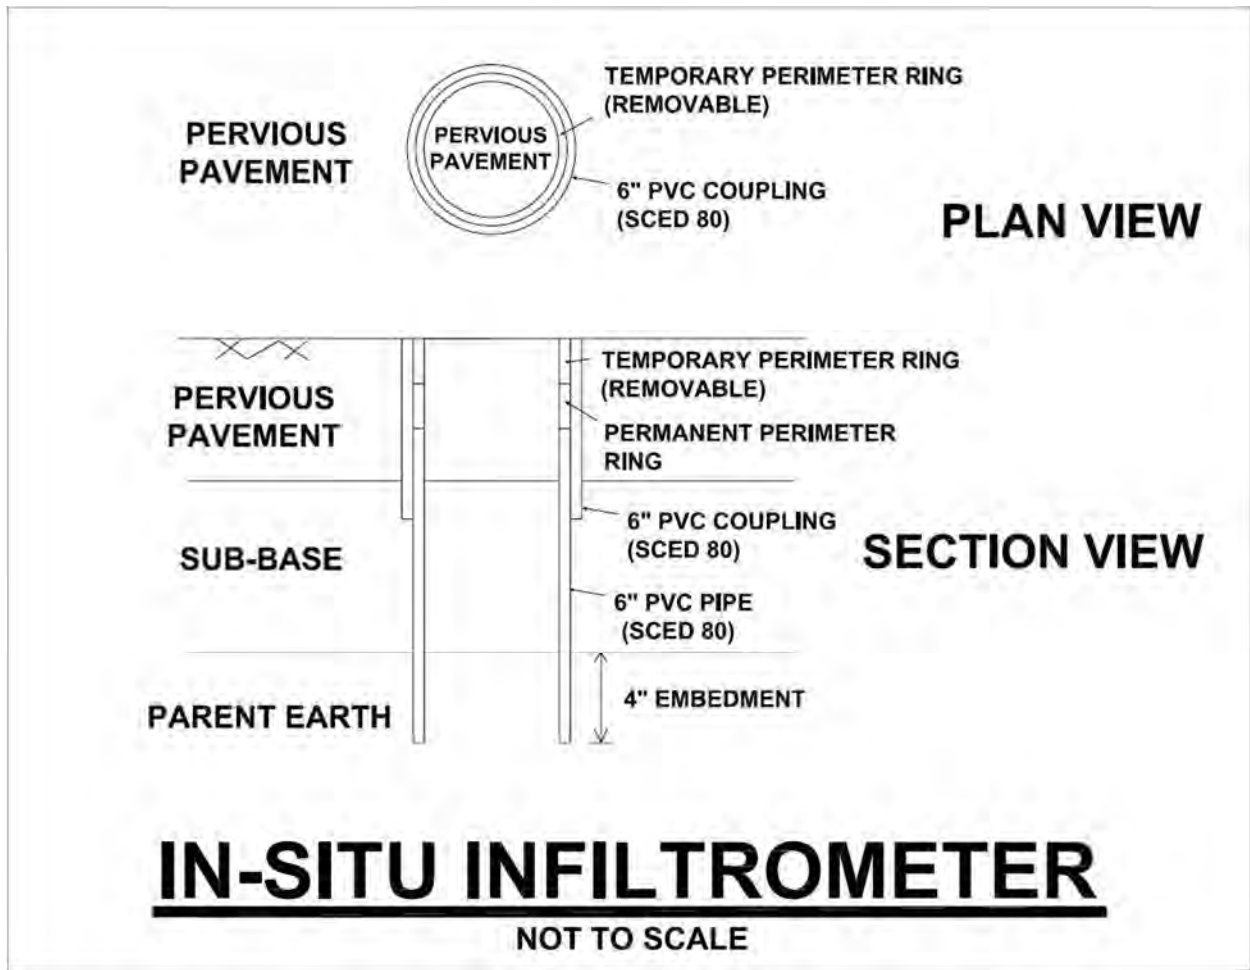 TEMPORARY PERIMETER RING
(REMOVABLE)
PERVIOUS
PAVEMENT
PERVIOUS
PAVEMENT
6" PVC COUPLING
(SCED 80)
PLAN VIEW
TEMPORARY PERIMETER RING
(REMOVABLE)
PERVIOUS
PAVEMENT
PERMANENT PERIMETER
RING
6" PVC COUPLING
(SCED 80)
SECTION VIEW
SUB-BASE
6" PVC PIPE
(SCED 80)
4" EMBEDMENT
PARENT EARTH
IN-SITU INFILTROMETER
NOT TO SCALE